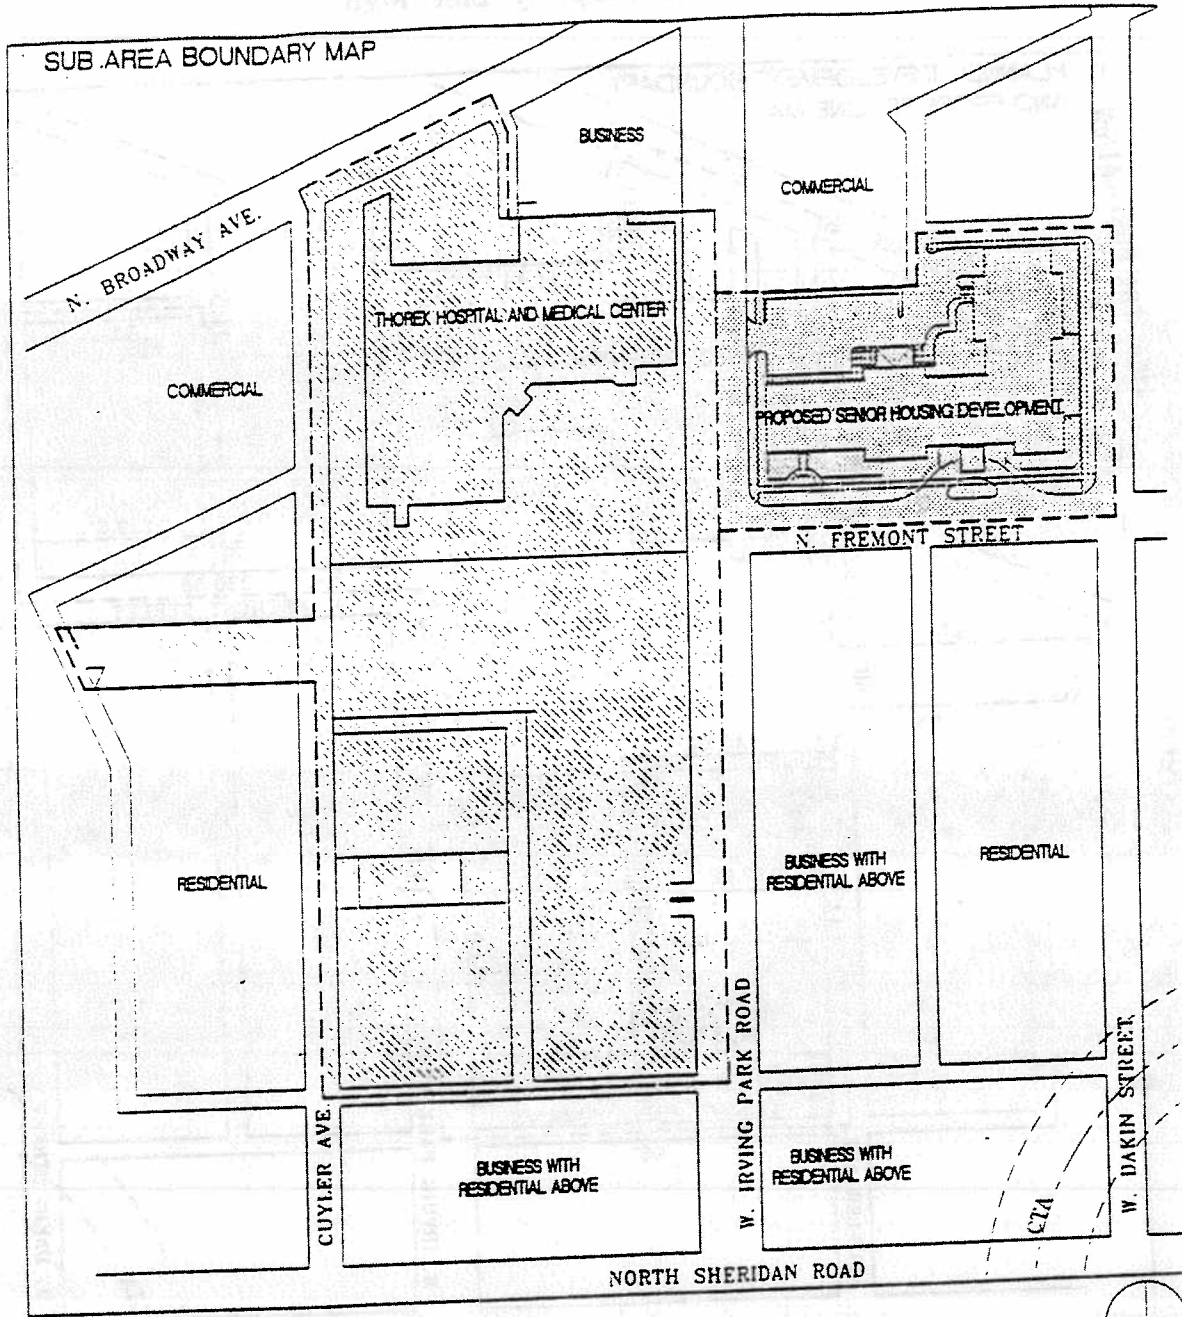 SUB.AREA BOUNDARY MAP
BUSINESS
COMMERCIAL
N. BROADWAY AVE.
THOREK HOSPITAL AND MEDICAL CENTER
COMMERCIAL
PROPOSED SENIOR HOUSING DEVELOPMENT
N. FREMONT STREET
RESIDENTIAL
BUSINESS WITH
RESIDENTIAL ABOVE
RESIDENTIAL
CUYLER AVE.
W. IRVING PARK ROAD
W. DAKIN STREET
BUSINESS WITH
RESIDENTIAL ABOVE
BUSINESS WITH
RESIDENTIAL ABOVE
CTA
NORTH SHERIDAN ROAD